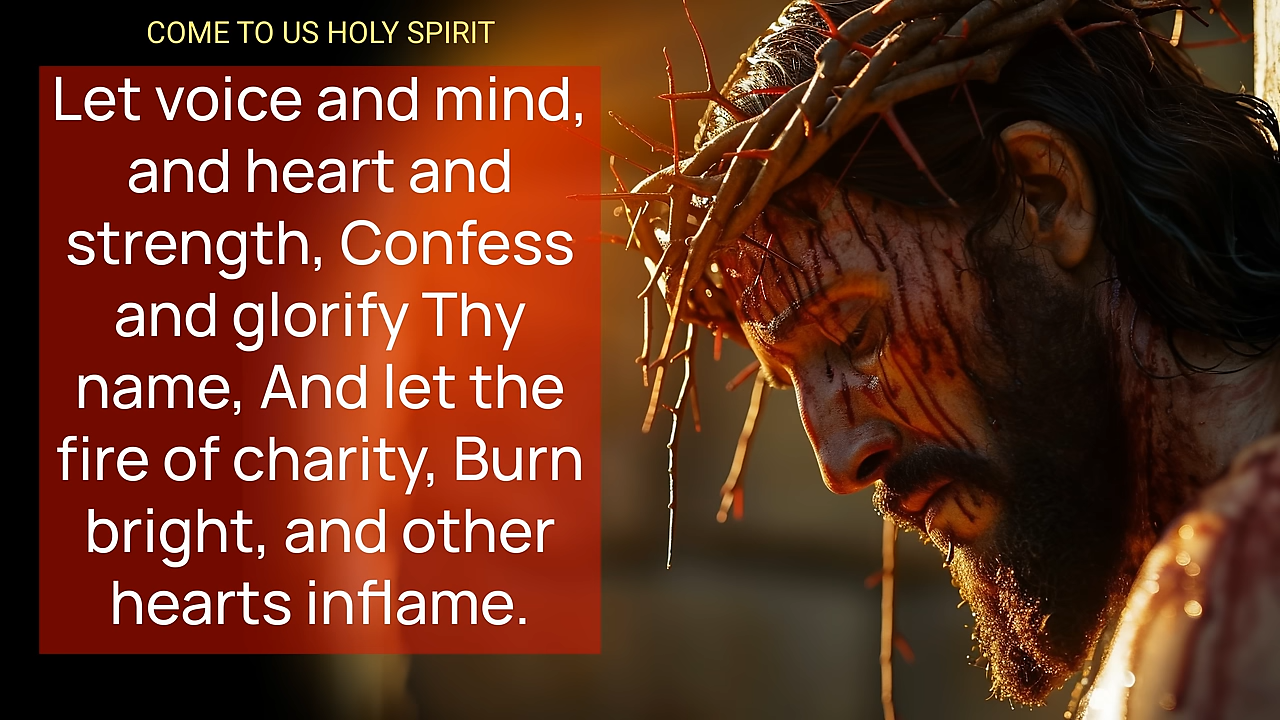 COME TO US HOLY SPIRIT
Let voice and mind,
and heart and
strength, Confess
and glorify Thy
name, And let the
fire of charity, Burn
bright, and other
hearts inflame.